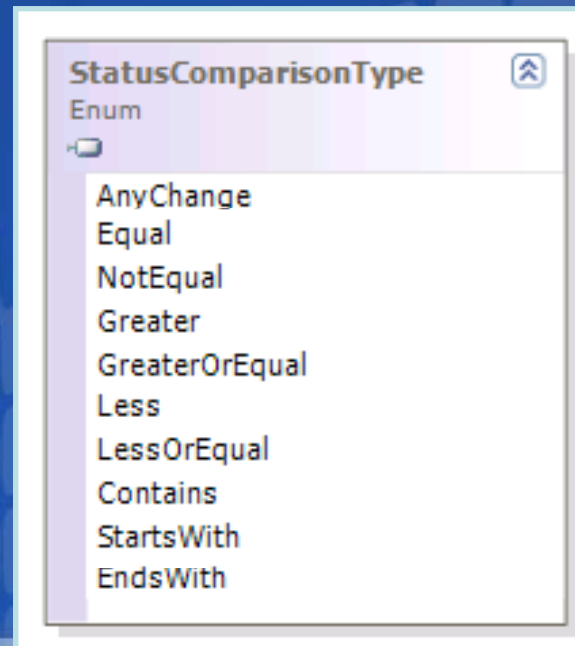 StatusComparisonType
Enum
AnyChange
Equal
NotEqual
Greater
GreaterOrEqual
Less
LessOrEqual
Contains
StartsWith
EndsWith